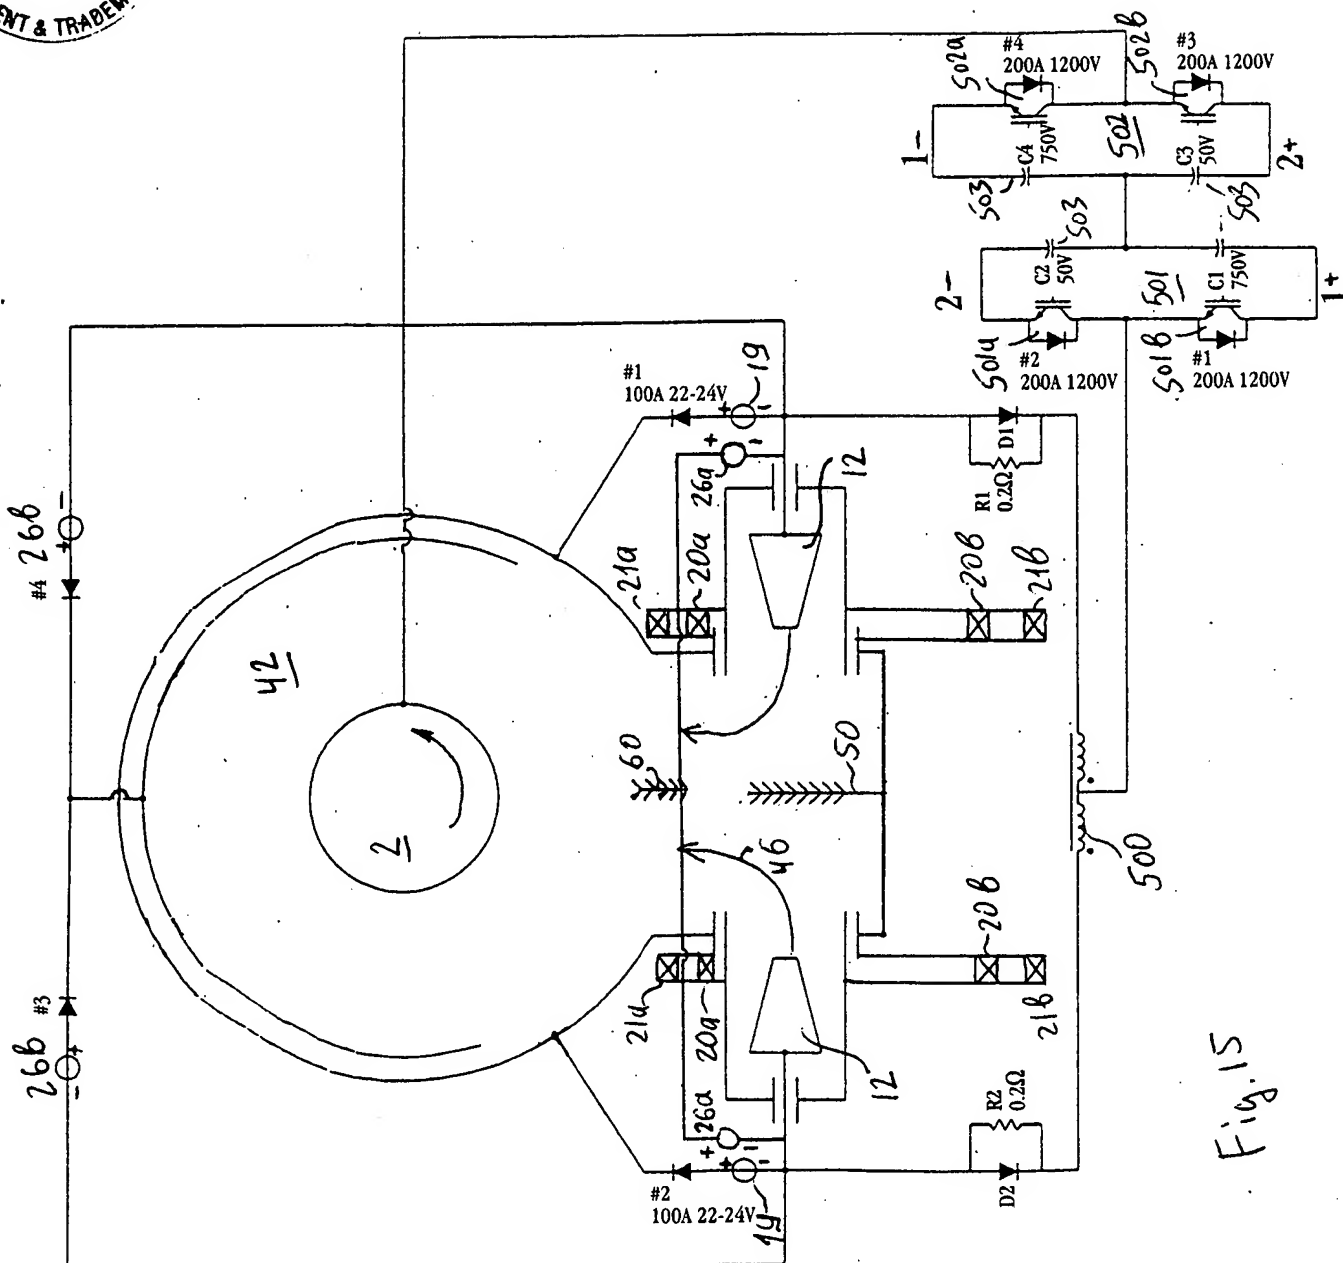 ENT & TRADEM
502a
#4
200A 1200V
502b
#3
200A 1200V
1-
C4
750V
502
C3
50V
2+
503
503
503
2-
C2
50V
501
C1
750V
1+
501a
#2
200A 1200V
501b
#1
200A 1200V
#1
100A 22-24V
+
-
19
+
-
26a
12
R1
0.2Ω
D1
26b
+
-
#4
42
21a
20a
20b
21b
60
50
2
46
500
26b
+
-
#3
21a
20a
20b
21b
12
26a
+
-
+
-
#2
100A 22-24V
19
R2
0.2Ω
D2
Fig. 15